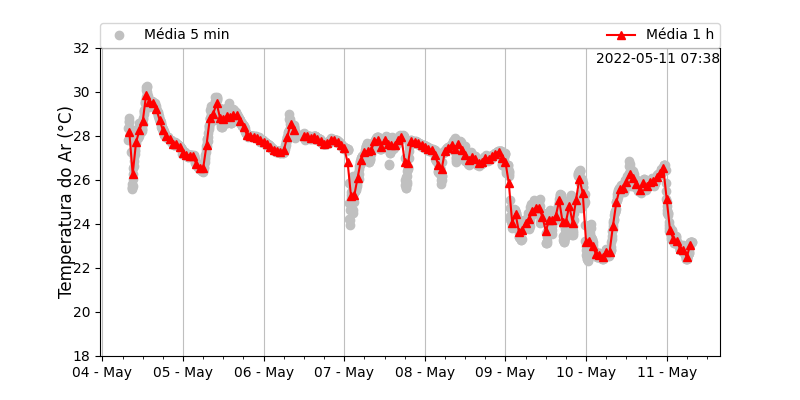 Média 5 min
Média 1 h
2022-05-11 07:38
Temperatura do Ar (°C)
32
30
28
26
24
22
20
18
04 - May
05 - May
06 - May
07 - May
08 - May
09 - May
10 - May
11 - May